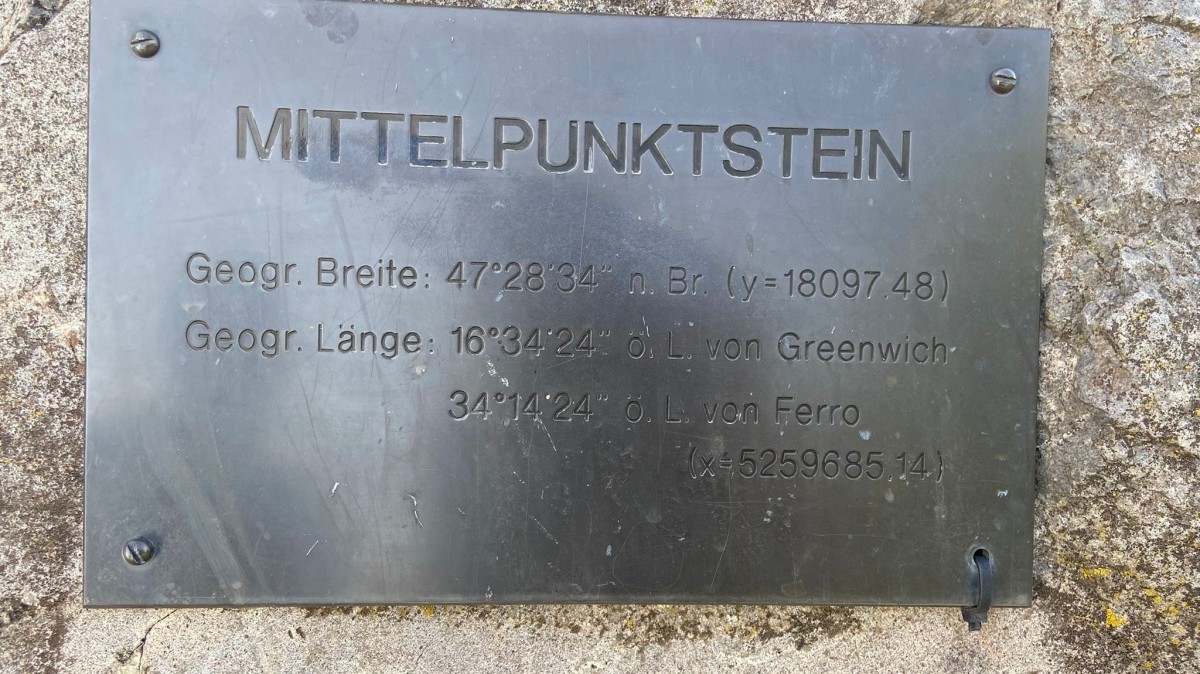 MITTELPUNKTSTEIN
Geogr. Breite: 47°28'34" n. Br. (y=18097.48)
Geogr. Länge: 16°34'24" ö. L. von Greenwich
34°14'24" ö. L. von Ferro
(x=5259685.14)